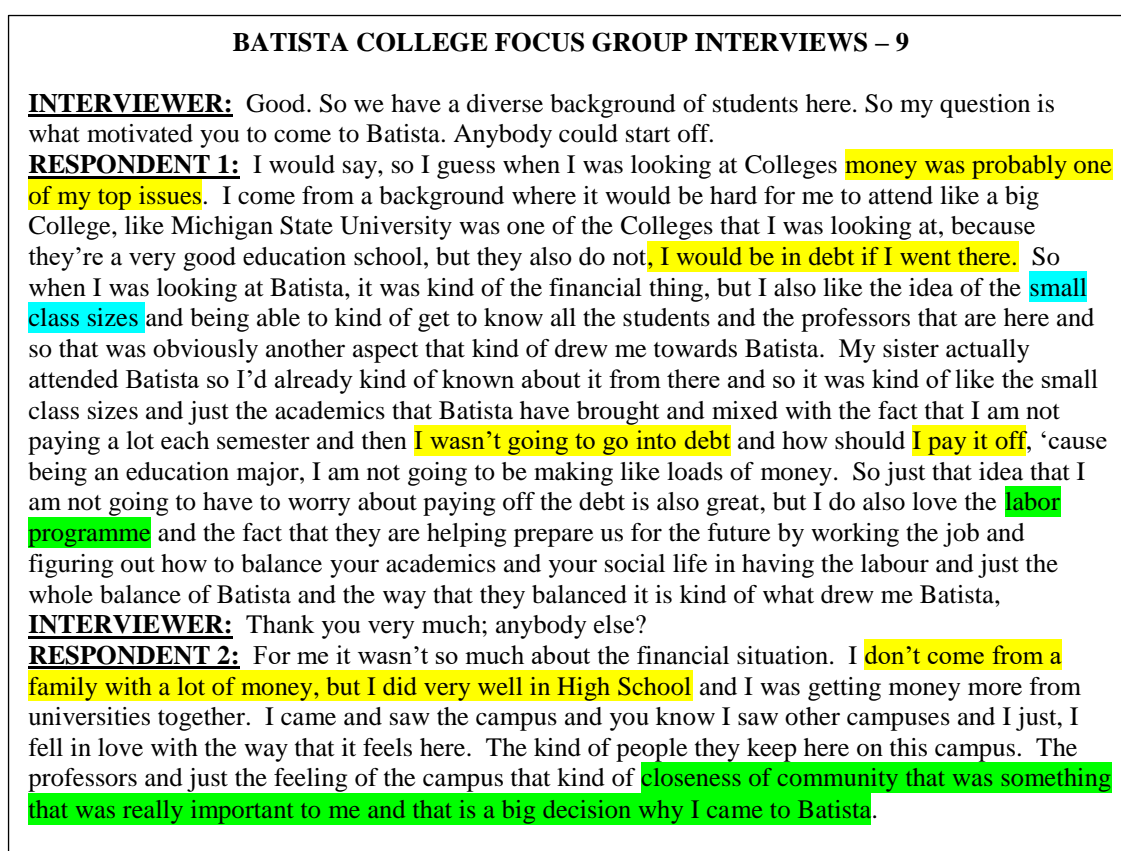 BATISTA COLLEGE FOCUS GROUP INTERVIEWS – 9
INTERVIEWER: Good. So we have a diverse background of students here. So my question is
what motivated you to come to Batista. Anybody could start off.
RESPONDENT 1: I would say, so I guess when I was looking at Colleges money was probably one
of my top issues. I come from a background where it would be hard for me to attend like a big
College, like Michigan State University was one of the Colleges that I was looking at, because
they’re a very good education school, but they also do not, I would be in debt if I went there. So
when I was looking at Batista, it was kind of the financial thing, but I also like the idea of the small
class sizes and being able to kind of get to know all the students and the professors that are here and
so that was obviously another aspect that kind of drew me towards Batista. My sister actually
attended Batista so I’d already kind of known about it from there and so it was kind of like the small
class sizes and just the academics that Batista have brought and mixed with the fact that I am not
paying a lot each semester and then I wasn’t going to go into debt and how should I pay it off, ‘cause
being an education major, I am not going to be making like loads of money. So just that idea that I
am not going to have to worry about paying off the debt is also great, but I do also love the labor
programme and the fact that they are helping prepare us for the future by working the job and
figuring out how to balance your academics and your social life in having the labour and just the
whole balance of Batista and the way that they balanced it is kind of what drew me Batista,
INTERVIEWER: Thank you very much; anybody else?
RESPONDENT 2: For me it wasn’t so much about the financial situation. I don’t come from a
family with a lot of money, but I did very well in High School and I was getting money more from
universities together. I came and saw the campus and you know I saw other campuses and I just, I
fell in love with the way that it feels here. The kind of people they keep here on this campus. The
professors and just the feeling of the campus that kind of closeness of community that was something
that was really important to me and that is a big decision why I came to Batista.